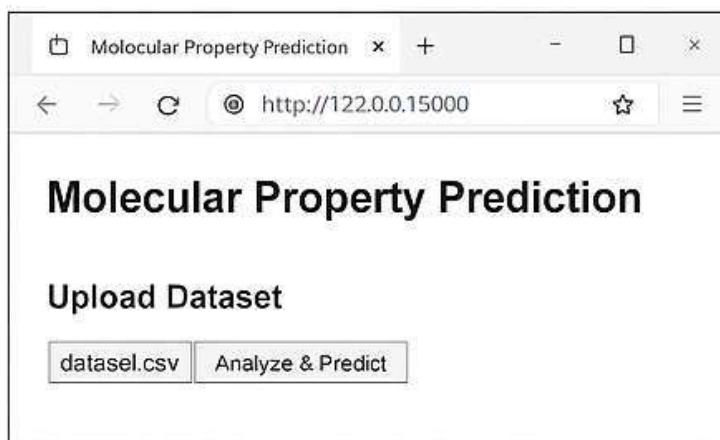 Molocular Property Prediction
http://122.0.0.15000
Molecular Property Prediction
Upload Dataset
datasel.csv Analyze & Predict